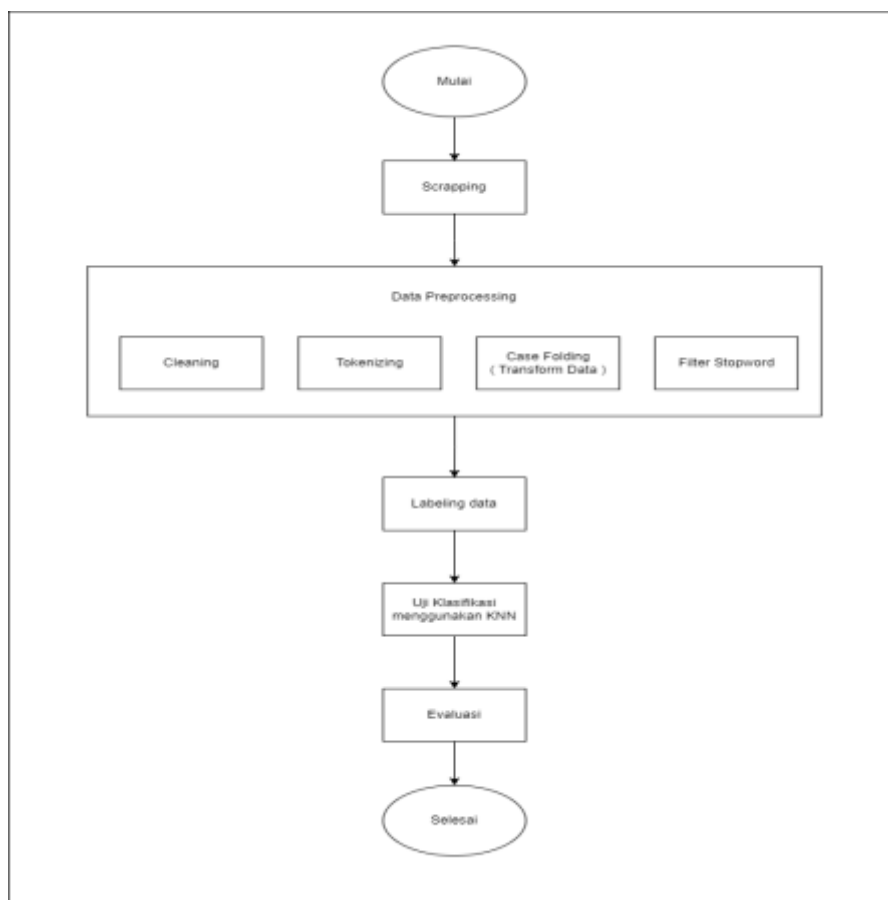 Mulai
Scrapping
Data Preprocessing
Cleaning
Tokenizing
Case Folding
( Transform Data )
Filter Stopword
Labeling data
Uji Klasifikasi
menggunakan KNN
Evaluasi
Selesai